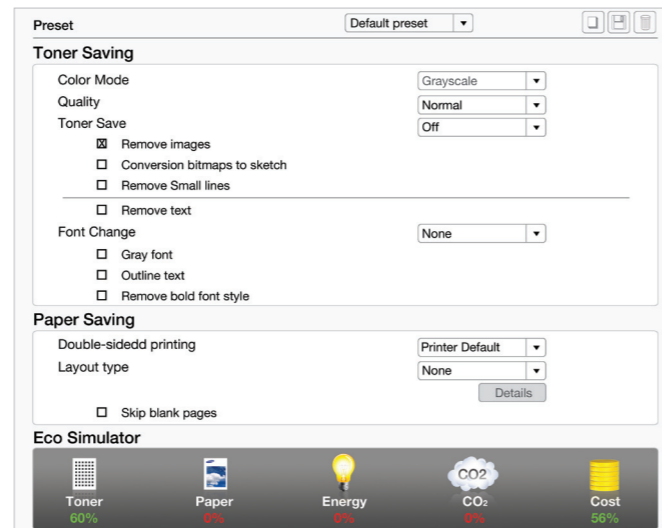 Preset Default preset
Toner Saving
Color Mode Grayscale
Quality Normal
Toner Save Off
Remove images
Conversion bitmaps to sketch
Remove Small lines
Remove text
Font Change None
Gray font
Outline text
Remove bold font style
Paper Saving
Double-sidedd printing Printer Default
Layout type None
Details
Skip blank pages
Eco Simulator
CO2
Toner Paper Energy CO₂ Cost
60% 0% 0% 0% 56%